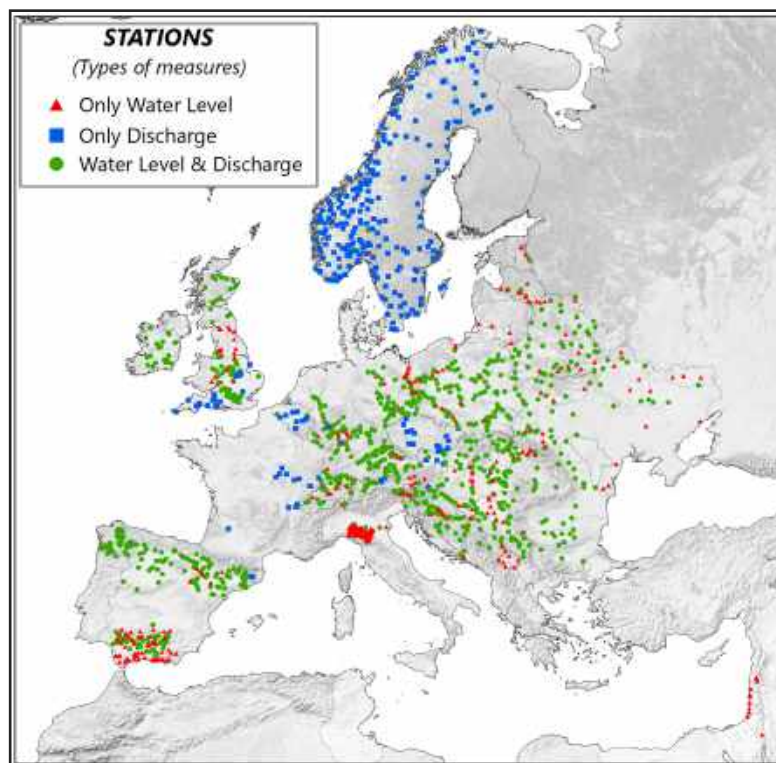 STATIONS
(Types of measures)
Only Water Level
Only Discharge
Water Level & Discharge